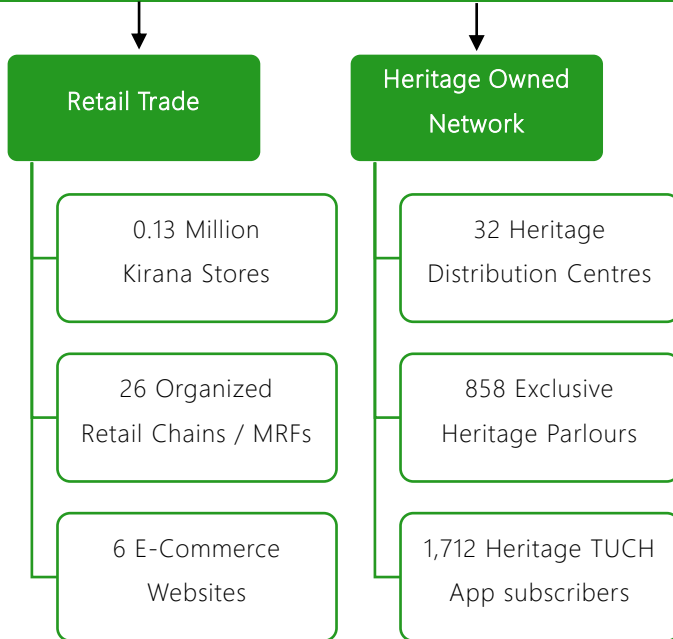 Retail Trade
0.13 Million
Kirana Stores
26 Organized
Retail Chains / MRFs
6 E-Commerce
Websites
Heritage Owned
Network
32 Heritage
Distribution Centres
858 Exclusive
Heritage Parlours
1,712 Heritage TUCH
App subscribers